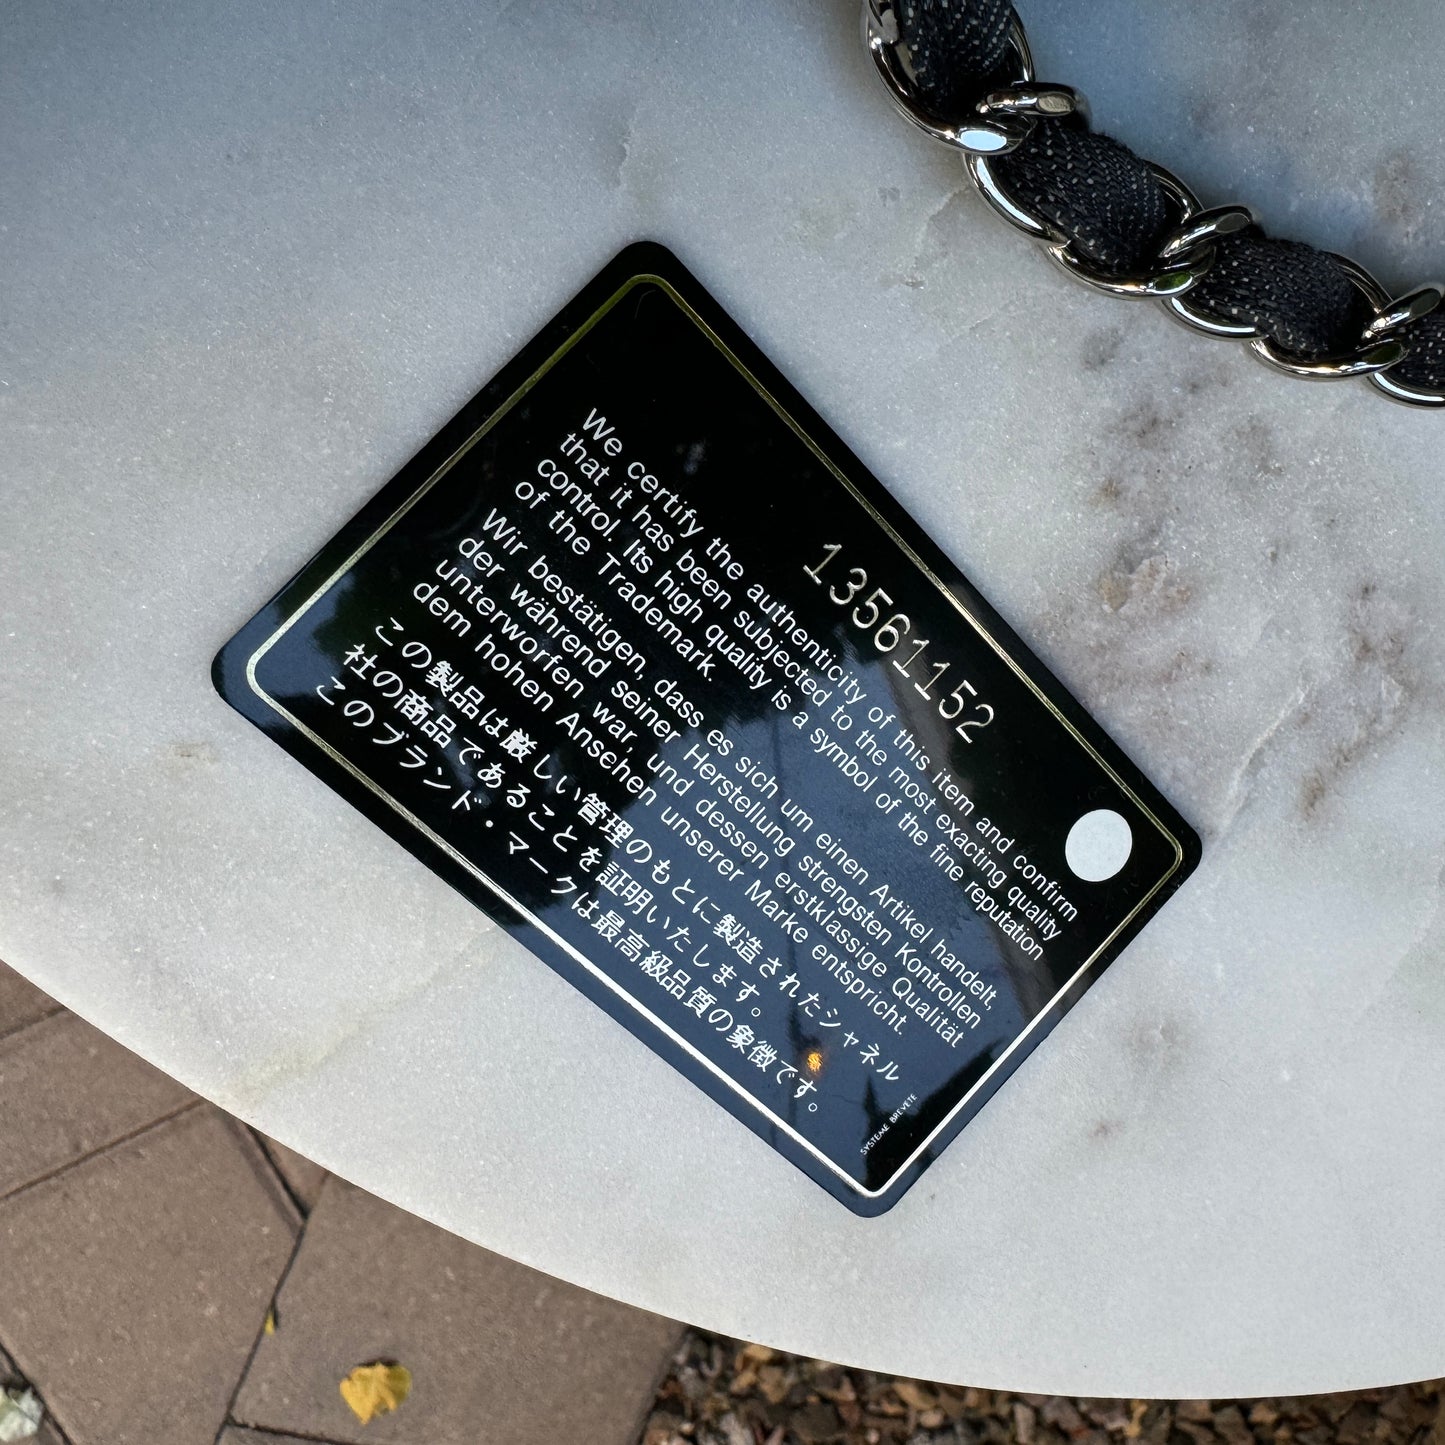 13561152
We certify the authenticity of this item and confirm
that it has been subjected to the most exacting quality
control. Its high quality is a symbol of the fine reputation
of the Trademark.
Wir bestätigen, dass es sich um einen Artikel handelt,
der während seiner Herstellung strengsten Kontrollen
unterworfen war, und dessen erstklassige Qualität
dem hohen Ansehen unserer Marke entspricht.
この製品は厳しい管理のもとに製造されたシャネル
社の商品であることを証明いたします。
このブランド・マークは最高級品質の象徴です。
SYSTEME BREVETE